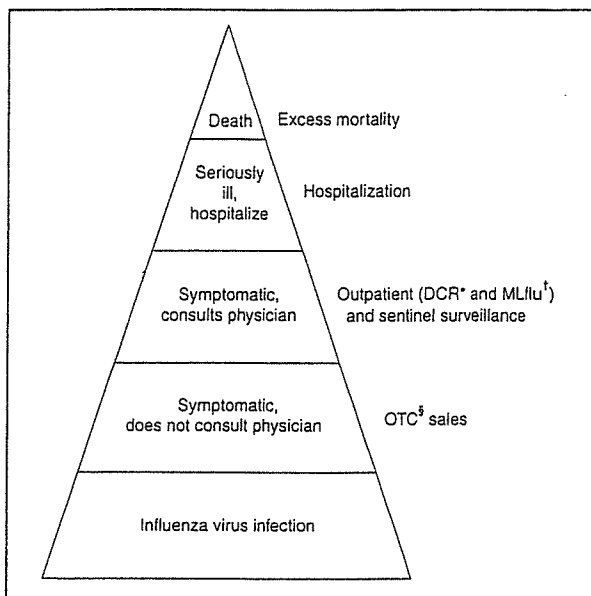 Death
Excess mortality
Seriously
ill,
hospitalize
Hospitalization
Symptomatic,
consults physician
Outpatient (DCR* and MLflu†)
and sentinel surveillance
Symptomatic,
does not consult physician
OTC§ sales
Influenza virus infection